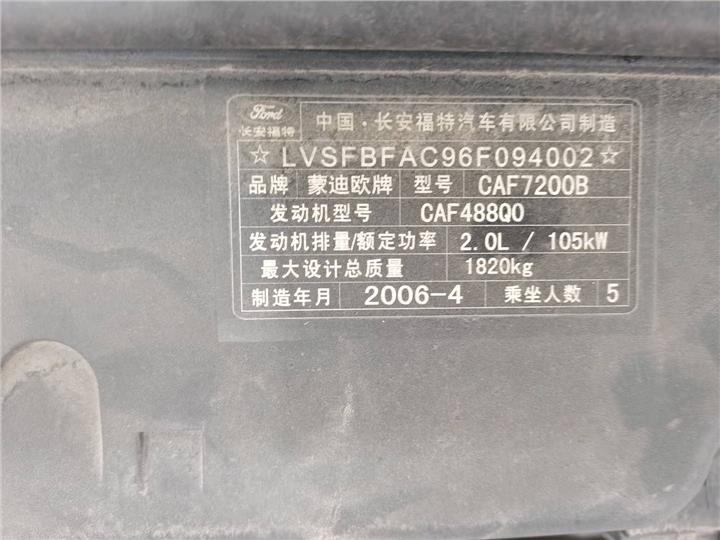 Ford
长安福特 中国·长安福特汽车有限公司制造
☆LVSFBFAC96F094002☆
品牌 蒙迪欧牌 型号 CAF7200B
发动机型号 CAF488Q0
发动机排量/额定功率 2.0L / 105kW
最大设计总质量 1820kg
制造年月 2006-4 乘坐人数 5